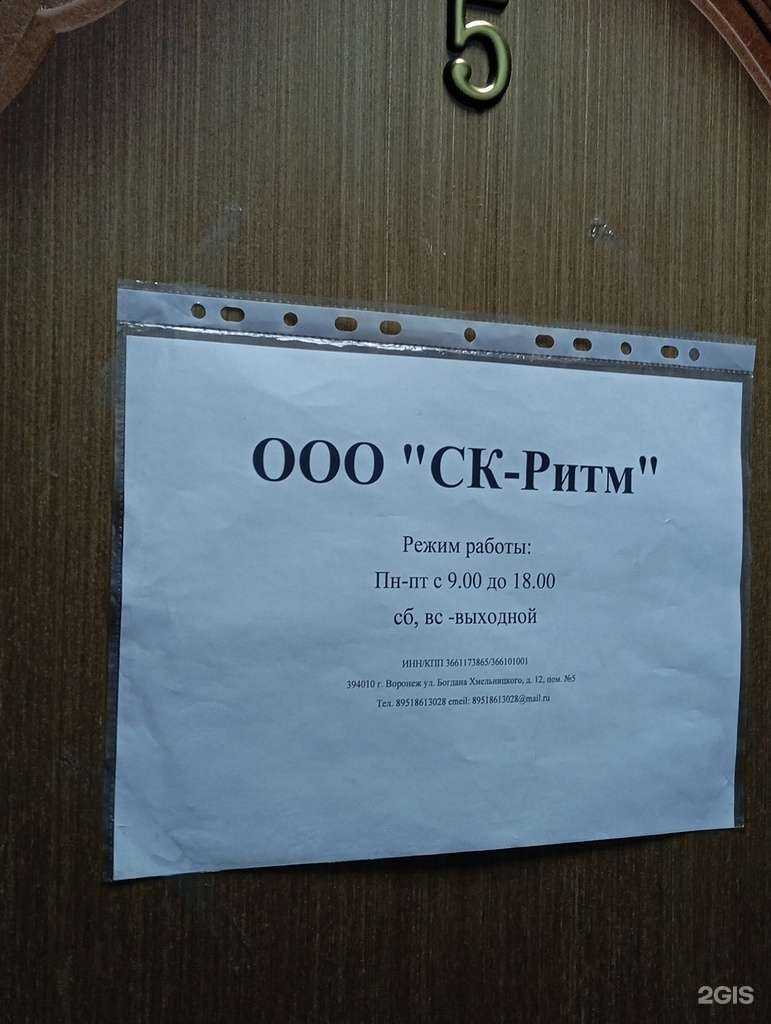 5
ООО "СК-Ритм"
Режим работы:
Пн-пт с 9.00 до 18.00
сб, вс -выходной
ИНН/КПП 3661173865/366101001
394010 г. Воронеж ул. Богдана Хмельницкого, д. 12, пом. №5
Тел. 89518613028 emeil: 89518613028@mail.ru
2GIS